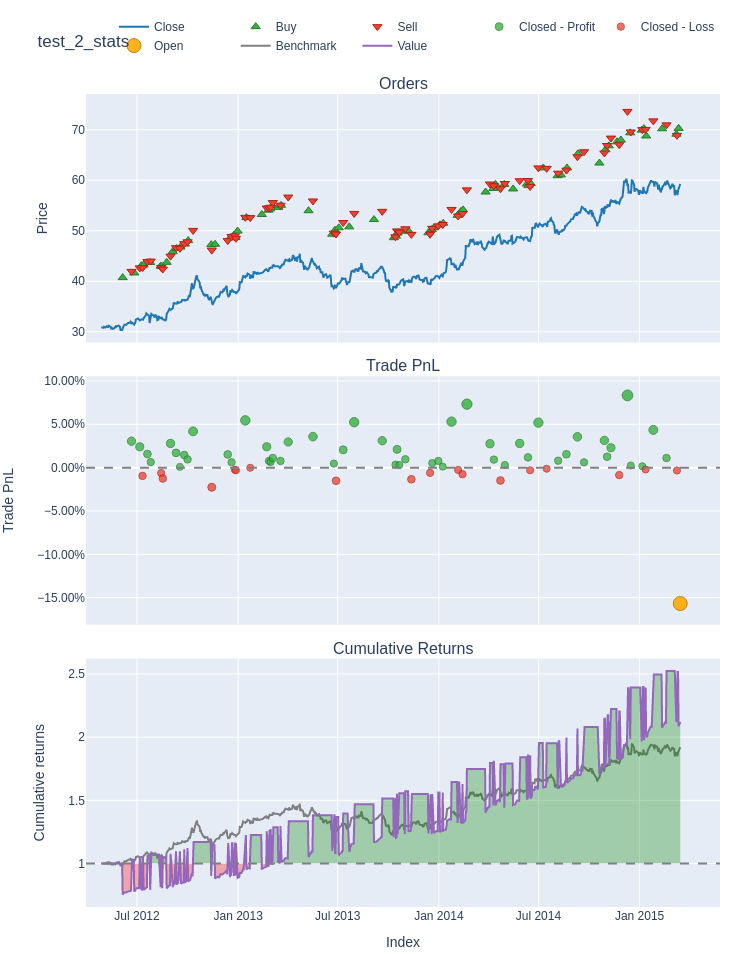 Close
Buy
Sell
Closed - Profit
Closed - Loss
test_2_stats
Open
Benchmark
Value
Orders
70
60
50
40
30
Price
Trade PnL
10.00%
5.00%
0.00%
−5.00%
−10.00%
−15.00%
Trade PnL
Cumulative Returns
2.5
2
1.5
1
Cumulative returns
Jul 2012
Jan 2013
Jul 2013
Jan 2014
Jul 2014
Jan 2015
Index